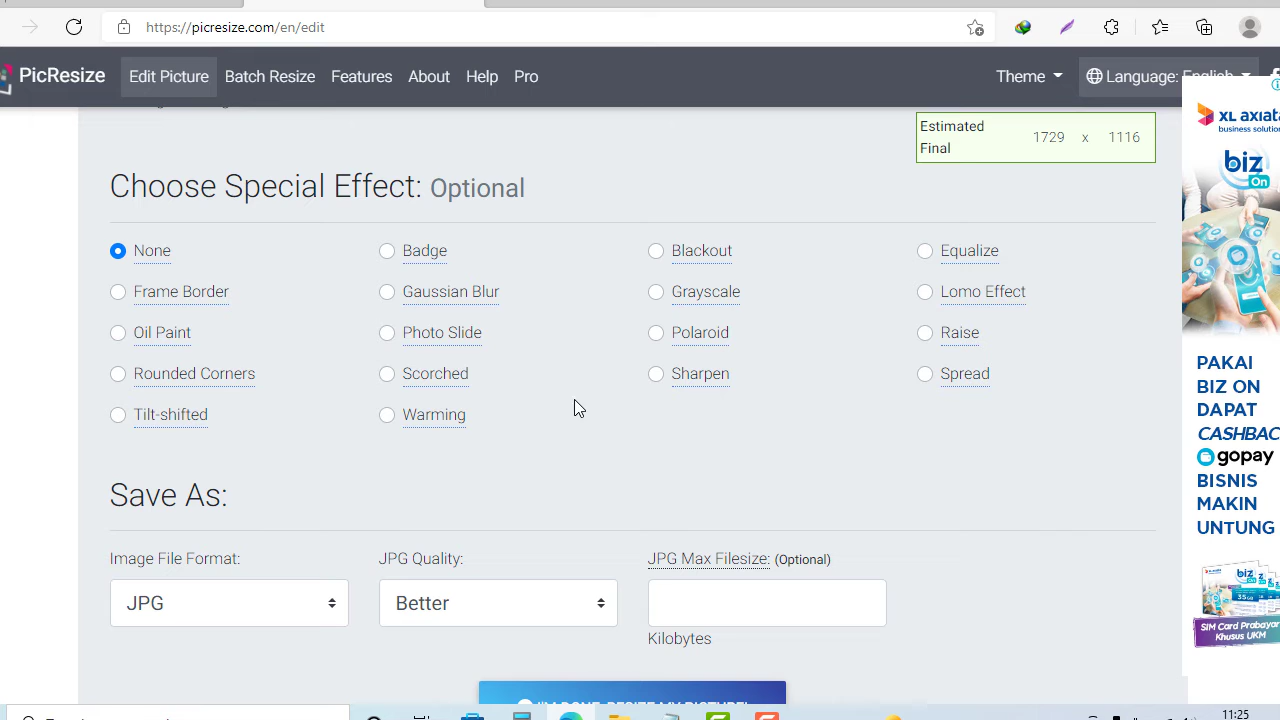 https://picresize.com/en/edit
PicResize
Edit Picture
Batch Resize
Features
About
Help
Pro
Theme
Language: English
Estimated
Final
1729 x 1116
Choose Special Effect: Optional
None
Badge
Blackout
Equalize
Frame Border
Gaussian Blur
Grayscale
Lomo Effect
Oil Paint
Photo Slide
Polaroid
Raise
Rounded Corners
Scorched
Sharpen
Spread
Tilt-shifted
Warming
Save As:
Image File Format:
JPG Quality:
JPG Max Filesize: (Optional)
JPG
Better
Kilobytes
XL axiata
business solution
biz
On
PAKAI
BIZ ON
DAPAT
CASHBAC
gopay
BISNIS
MAKIN
UNTUNG
SIM Card Prabayar
Khusus UKM
11:25